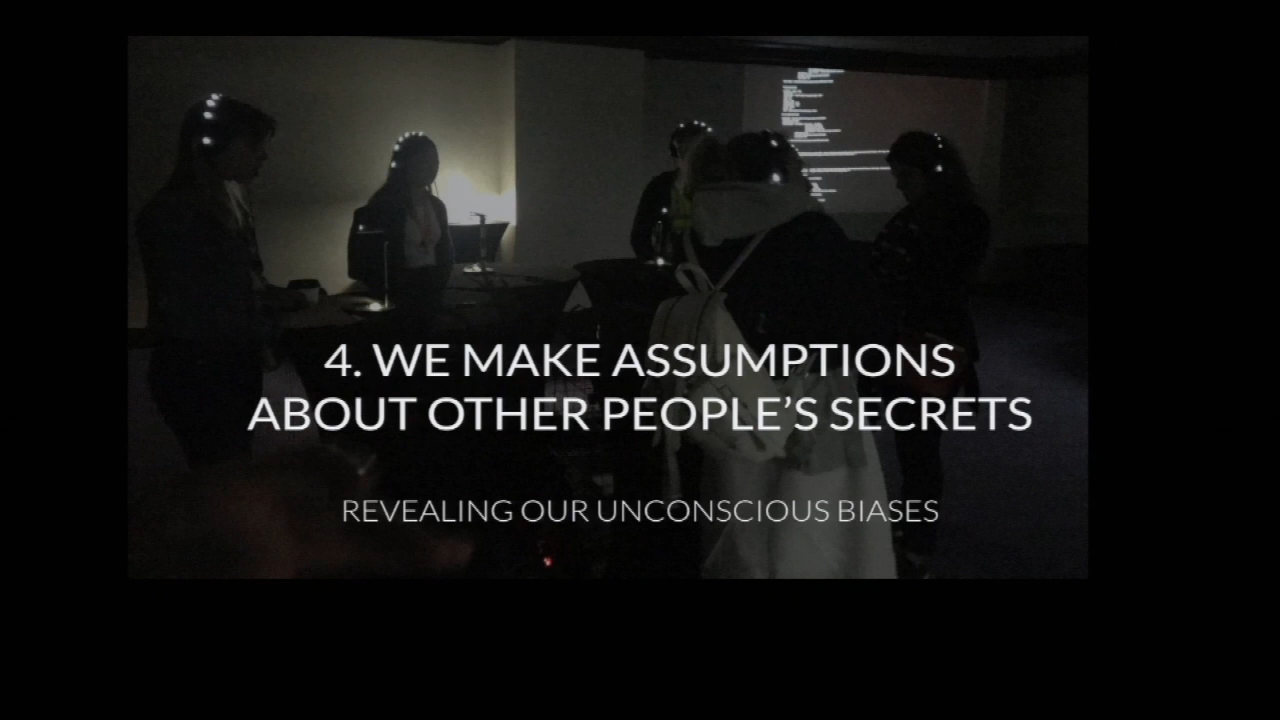 4. WE MAKE ASSUMPTIONS
ABOUT OTHER PEOPLE’S SECRETS
REVEALING OUR UNCONSCIOUS BIASES